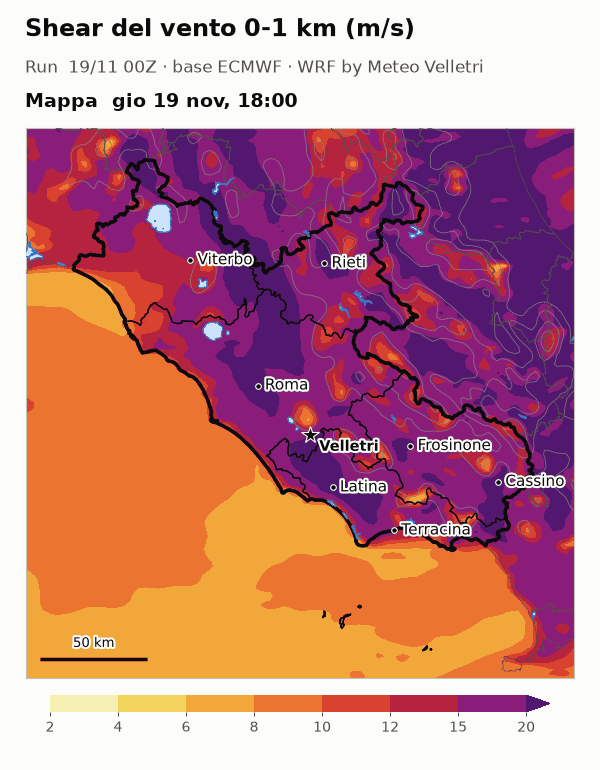 Shear del vento 0-1 km (m/s)
Run 19/11 00Z · base ECMWF · WRF by Meteo Velletri
Mappa gio 19 nov, 18:00
Viterbo
Rieti
Roma
Velletri
Frosinone
Latina
Cassino
Terracina
50 km
2 4 6 8 10 12 15 20